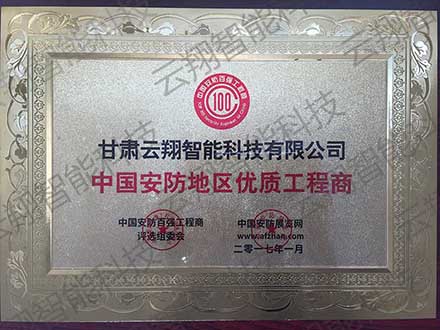 中国安防百强工程商
100
甘肃云翔智能科技有限公司
中国安防地区优质工程商
中国安防百强工程商
评选组委会
中国安防展览网
www.afzhan.com
二零一七年一月
云翔智能科技